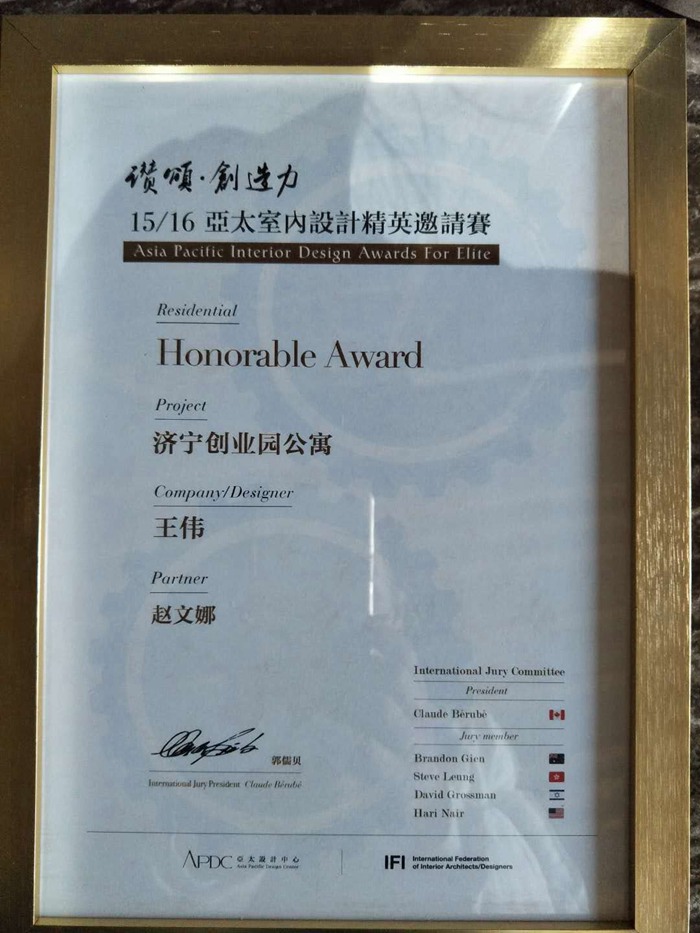 讚頌·創造力
15/16 亞太室內設計精英邀請賽
Asia Pacific Interior Design Awards For Elite
Residential
Honorable Award
Project
济宁创业园公寓
Company/Designer
王伟
Partner
赵文娜
International Jury Committee
President
Claude Bérubé
Jury member
Brandon Gien
Steve Leung
David Grossman
Hari Nair
郭儒贝
International Jury President Claude Bérubé
APDC 亞太設計中心
Asia Pacific Design Center
IFI International Federation
of Interior Architects/Designers